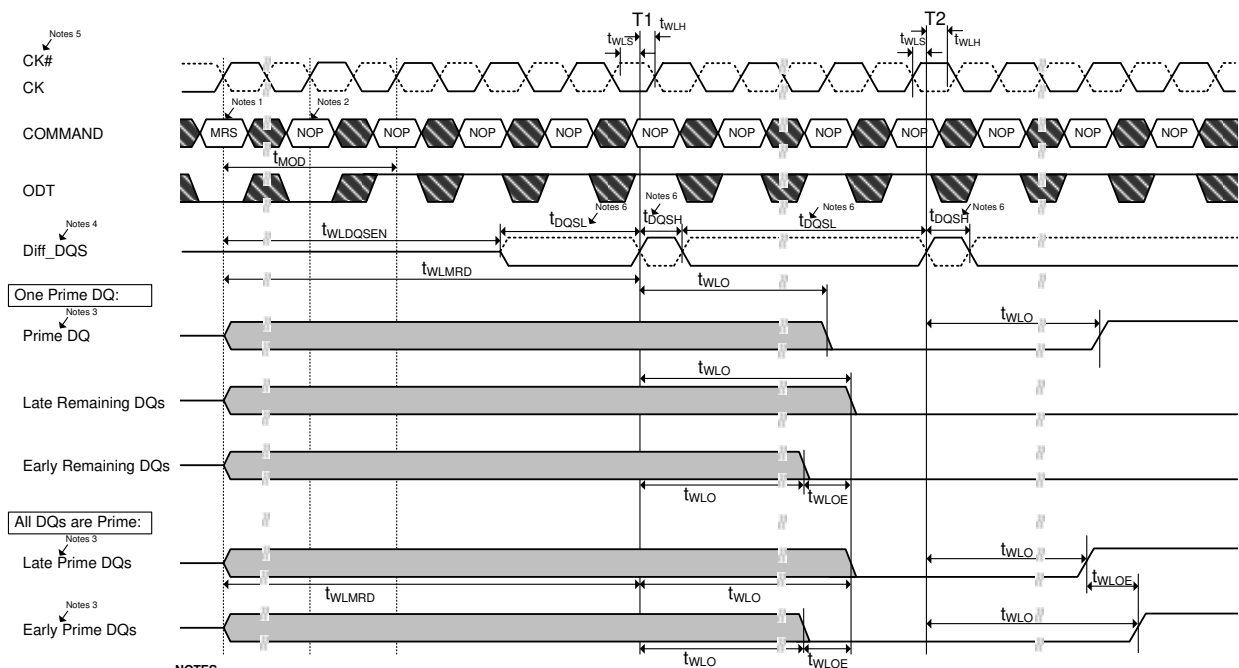 T1 T2
tWLS tWLH tWLS tWLH
Notes 5
CK#
CK
Notes 1 Notes 2
COMMAND MRS NOP NOP NOP NOP NOP NOP NOP NOP NOP NOP NOP
tMOD
ODT
Notes 6 Notes 6 Notes 6 Notes 6
Notes 4
tDQSL tDQSH tDQSL tDQSH
tWLDQSEN
Diff_DQS
tWLMRD
tWLO
One Prime DQ:
Notes 3
tWLO
Prime DQ
tWLO
Late Remaining DQs
Early Remaining DQs
tWLO tWLOE
All DQs are Prime:
Notes 3
tWLO
Late Prime DQs
tWLMRD tWLO tWLOE
Notes 3
tWLO
Early Prime DQs
tWLO tWLOE
NOTES